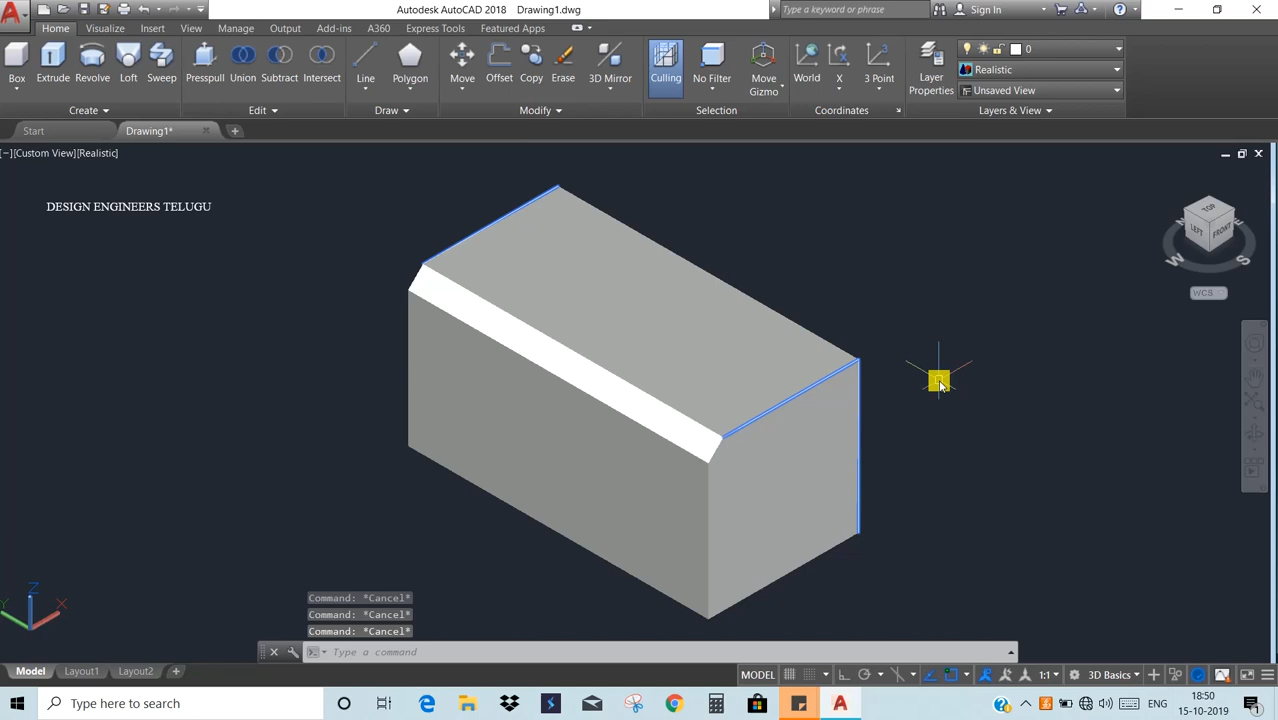 Autodesk AutoCAD 2018 Drawing1.dwg
Type a keyword or phrase
Sign In
Home Visualize Insert View Manage Output Add-ins A360 Express Tools Featured Apps
Box Extrude Revolve Loft Sweep
Presspull Union Subtract Intersect
Line Polygon
Move Offset Copy Erase 3D Mirror
Culling No Filter Move Gizmo
World X 3 Point
Layer Properties
0
Realistic
Unsaved View
Create Edit Draw Modify Selection Coordinates Layers & View
Start Drawing1*
[−][Custom View][Realistic]
DESIGN ENGINEERS TELUGU
TOP
LEFT FRONT
N E
W S
WCS
Z
Y X
Command: *Cancel*
Command: *Cancel*
Command: *Cancel*
Type a command
Model Layout1 Layout2
MODEL 1:1 3D Basics
Type here to search
ENG
18:50
15-10-2019